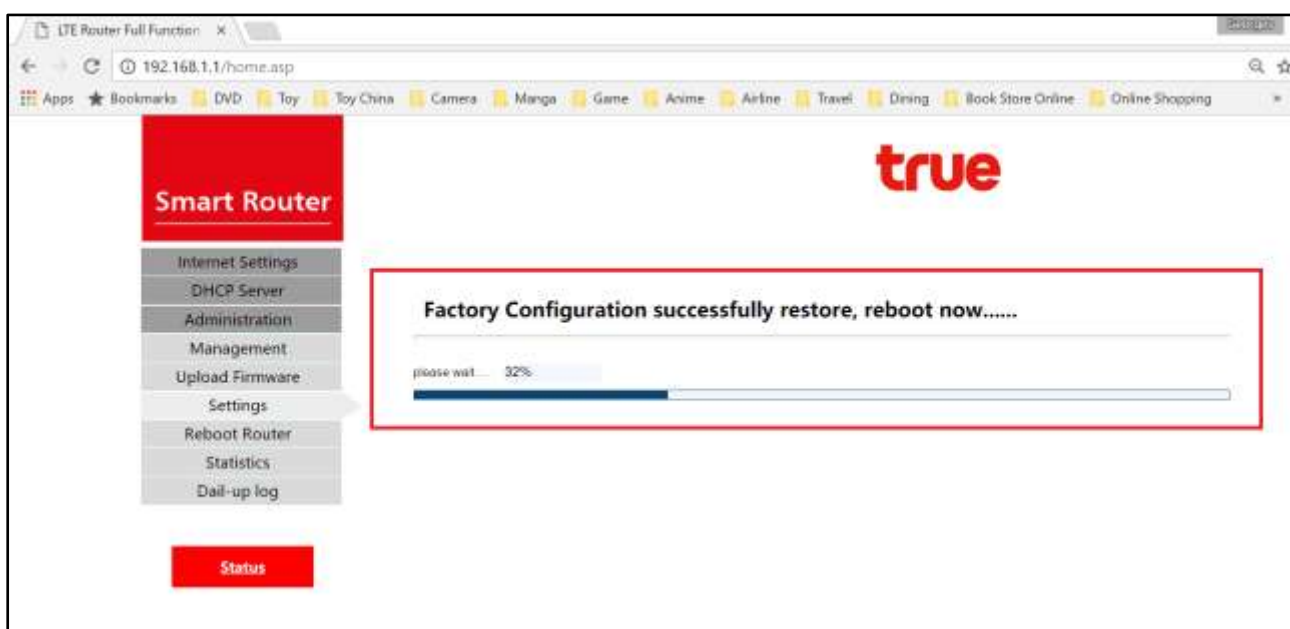 LTE Router Full Function
192.168.1.1/home.asp
Apps Bookmarks DVD Toy Toy China Camera Manga Game Anime Airline Travel Dining Book Store Online Online Shopping »
true
Smart Router
Internet Settings
DHCP Server
Administration
Management
Upload Firmware
Settings
Reboot Router
Statistics
Dail-up log
Status
Factory Configuration successfully restore, reboot now......
please wait.... 32%